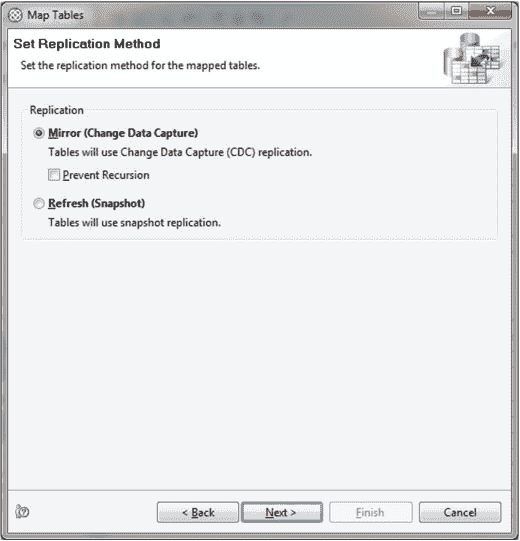 Map Tables
Set Replication Method
Set the replication method for the mapped tables.
Replication
Mirror (Change Data Capture)
Tables will use Change Data Capture (CDC) replication.
Prevent Recursion
Refresh (Snapshot)
Tables will use snapshot replication.
< Back Next > Finish Cancel